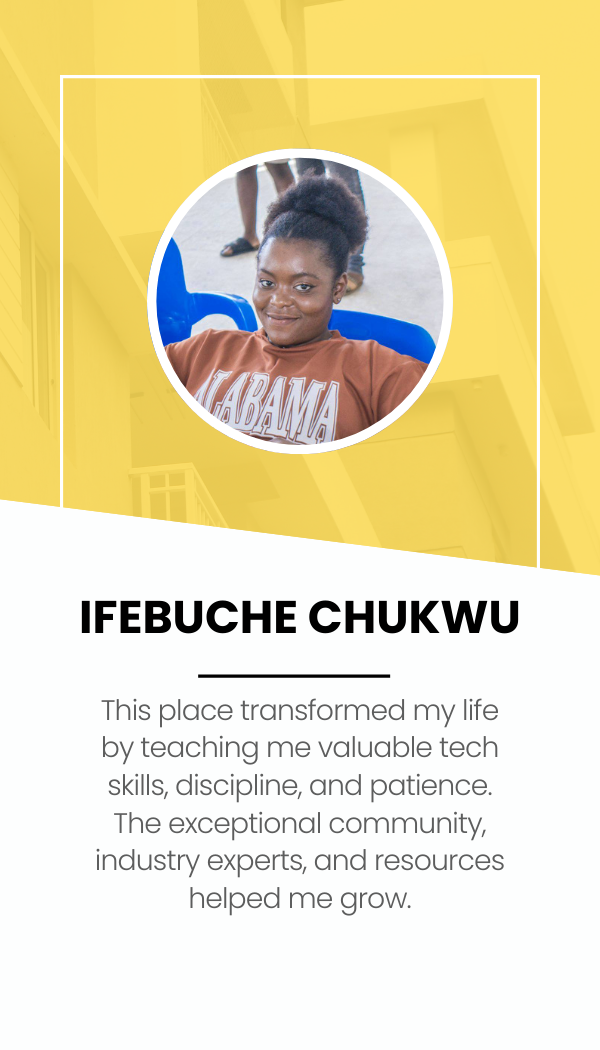 ALABAMA
IFEBUCHE CHUKWU
This place transformed my life
by teaching me valuable tech
skills, discipline, and patience.
The exceptional community,
industry experts, and resources
helped me grow.